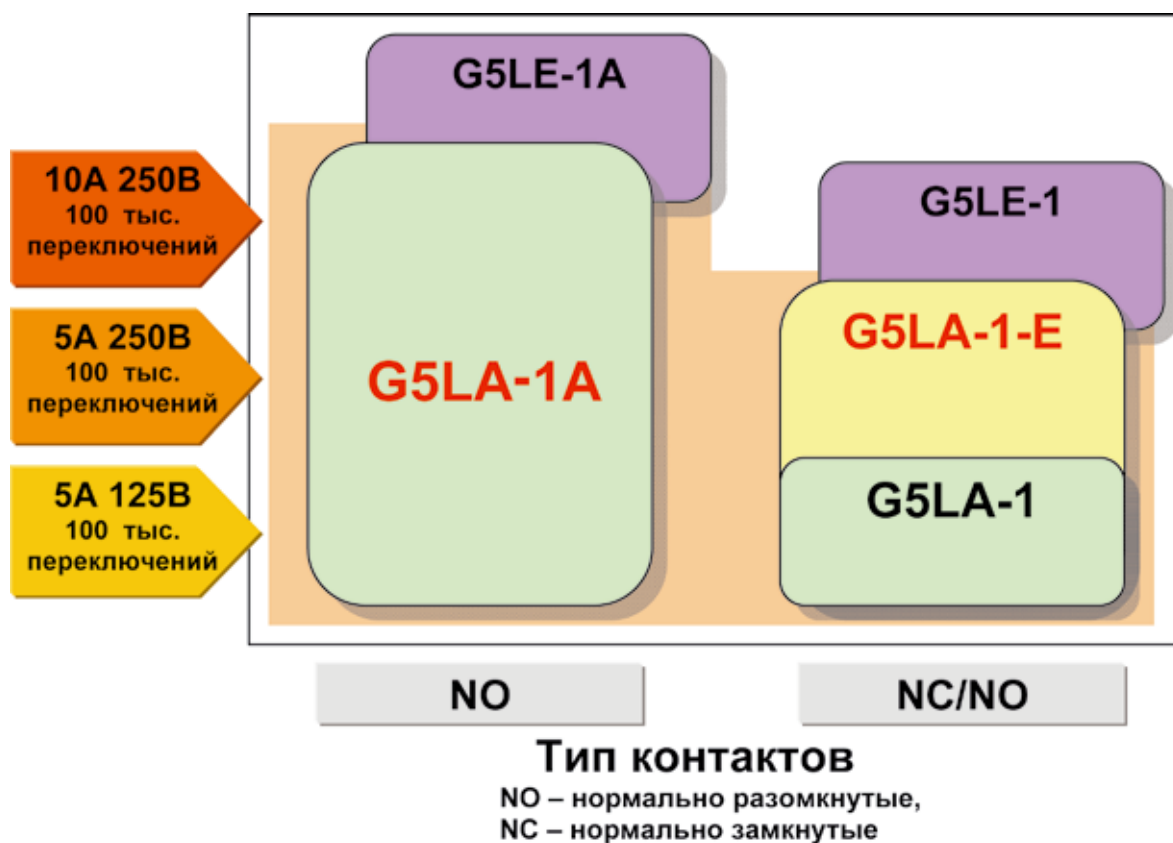 G5LE-1A
10А 250В
100 тыс.
переключений
G5LE-1
5А 250В
100 тыс.
переключений
G5LA-1A
G5LA-1-E
5А 125В
100 тыс.
переключений
G5LA-1
NO
NC/NO
Тип контактов
NO – нормально разомкнутые,
NC – нормально замкнутые